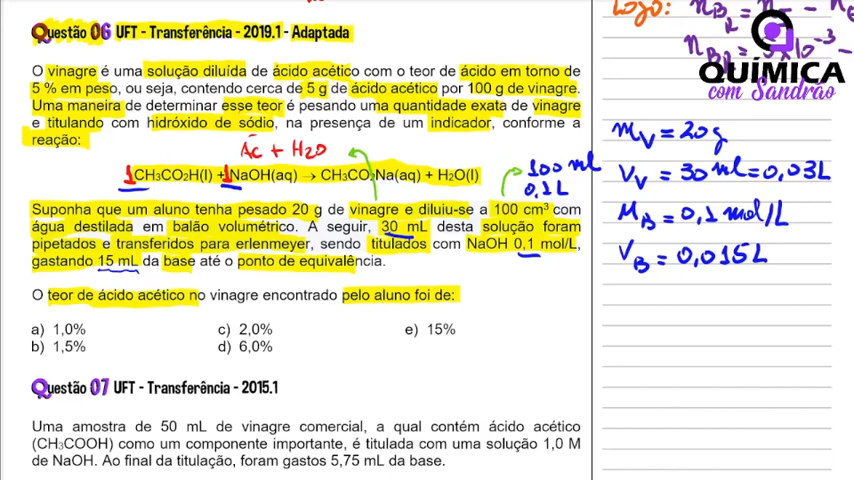 Questão 06 UFT - Transferência - 2019.1 - Adaptada
O vinagre é uma solução diluída de ácido acético com o teor de ácido em torno de
5 % em peso, ou seja, contendo cerca de 5 g de ácido acético por 100 g de vinagre.
Uma maneira de determinar esse teor é pesando uma quantidade exata de vinagre
e titulando com hidróxido de sódio, na presença de um indicador, conforme a
reação:
Ác + H2O
1CH3CO2H(l) + 1NaOH(aq) → CH3CO2Na(aq) + H2O(l)
100 ml
0,1L
Suponha que um aluno tenha pesado 20 g de vinagre e diluiu-se a 100 cm³ com
água destilada em balão volumétrico. A seguir, 30 mL desta solução foram
pipetados e transferidos para erlenmeyer, sendo titulados com NaOH 0,1 mol/L,
gastando 15 mL da base até o ponto de equivalência.
O teor de ácido acético no vinagre encontrado pelo aluno foi de:
a) 1,0% c) 2,0% e) 15%
b) 1,5% d) 6,0%
Questão 07 UFT - Transferência - 2015.1
Uma amostra de 50 mL de vinagre comercial, a qual contém ácido acético
(CH3COOH) como um componente importante, é titulada com uma solução 1,0 M
de NaOH. Ao final da titulação, foram gastos 5,75 mL da base.
Logo:
QUÍMICA
com Sandrão
mV = 20g
VV = 30 ml = 0,03L
MB = 0,1 mol/L
VB = 0,015L